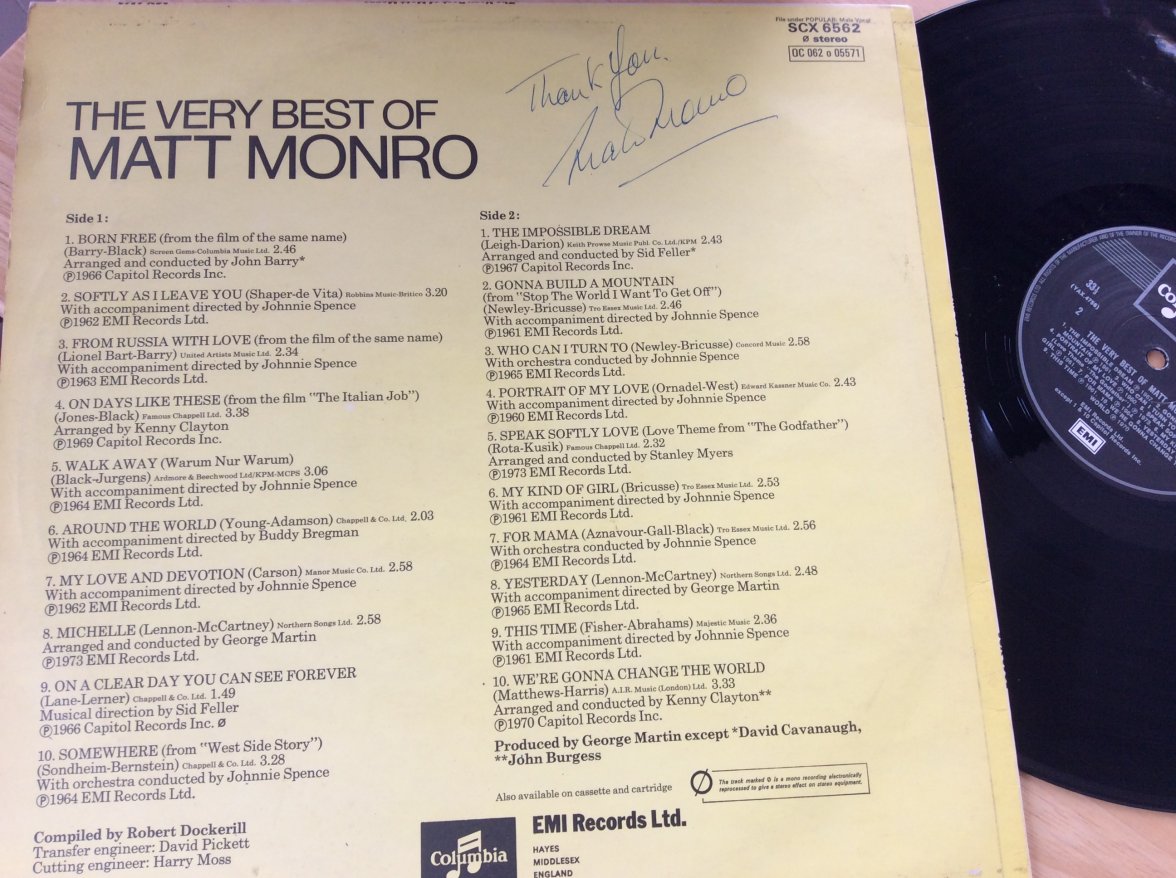 File under POPULAR: Male Vocal
SCX 6562
ø stereo
OC 062 o 05571
Thank You.
Matt Monro
THE VERY BEST OF
MATT MONRO
Side 1:
1. BORN FREE (from the film of the same name)
(Barry-Black) Screen Gems-Columbia Music Ltd. 2.46
Arranged and conducted by John Barry*
Ⓟ1966 Capitol Records Inc.
2. SOFTLY AS I LEAVE YOU (Shaper-de Vita) Robbins Music-Britico 3.20
With accompaniment directed by Johnnie Spence
Ⓟ1962 EMI Records Ltd.
3. FROM RUSSIA WITH LOVE (from the film of the same name)
(Lionel Bart-Barry) United Artists Music Ltd. 2.34
With accompaniment directed by Johnnie Spence
Ⓟ1963 EMI Records Ltd.
4. ON DAYS LIKE THESE (from the film "The Italian Job")
(Jones-Black) Famous Chappell Ltd. 3.38
Arranged by Kenny Clayton
Ⓟ1969 Capitol Records Inc.
5. WALK AWAY (Warum Nur Warum)
(Black-Jurgens) Ardmore & Beechwood Ltd/KPM-MCPS 3.06
With accompaniment directed by Johnnie Spence
Ⓟ1964 EMI Records Ltd.
6. AROUND THE WORLD (Young-Adamson) Chappell & Co. Ltd. 2.03
With accompaniment directed by Buddy Bregman
Ⓟ1964 EMI Records Ltd.
7. MY LOVE AND DEVOTION (Carson) Manor Music Co. Ltd. 2.58
With accompaniment directed by Johnnie Spence
Ⓟ1962 EMI Records Ltd.
8. MICHELLE (Lennon-McCartney) Northern Songs Ltd. 2.58
Arranged and conducted by George Martin
Ⓟ1973 EMI Records Ltd.
9. ON A CLEAR DAY YOU CAN SEE FOREVER
(Lane-Lerner) Chappell & Co. Ltd. 1.49
Musical direction by Sid Feller
Ⓟ1966 Capitol Records Inc. ø
10. SOMEWHERE (from "West Side Story")
(Sondheim-Bernstein) Chappell & Co. Ltd. 3.28
With orchestra conducted by Johnnie Spence
Ⓟ1964 EMI Records Ltd.
Compiled by Robert Dockerill
Transfer engineer: David Pickett
Cutting engineer: Harry Moss
Side 2:
1. THE IMPOSSIBLE DREAM
(Leigh-Darion) Keith Prowse Music Publ. Co. Ltd./KPM 2.43
Arranged and conducted by Sid Feller*
Ⓟ1967 Capitol Records Inc.
2. GONNA BUILD A MOUNTAIN
(from "Stop The World I Want To Get Off")
(Newley-Bricusse) Tro Essex Music Ltd. 2.46
With accompaniment directed by Johnnie Spence
Ⓟ1961 EMI Records Ltd.
3. WHO CAN I TURN TO (Newley-Bricusse) Concord Music 2.58
With orchestra conducted by Johnnie Spence
Ⓟ1965 EMI Records Ltd.
4. PORTRAIT OF MY LOVE (Ornadel-West) Edward Kassner Music Co. 2.43
With accompaniment directed by Johnnie Spence
Ⓟ1960 EMI Records Ltd.
5. SPEAK SOFTLY LOVE (Love Theme from "The Godfather")
(Rota-Kusik) Famous Chappell Ltd. 2.32
Arranged and conducted by Stanley Myers
Ⓟ1973 EMI Records Ltd.
6. MY KIND OF GIRL (Bricusse) Tro Essex Music Ltd. 2.53
With accompaniment directed by Johnnie Spence
Ⓟ1961 EMI Records Ltd.
7. FOR MAMA (Aznavour-Gall-Black) Tro Essex Music Ltd. 2.56
With orchestra conducted by Johnnie Spence
Ⓟ1964 EMI Records Ltd.
8. YESTERDAY (Lennon-McCartney) Northern Songs Ltd. 2.48
With accompaniment directed by George Martin
Ⓟ1965 EMI Records Ltd.
9. THIS TIME (Fisher-Abrahams) Majestic Music 2.36
With accompaniment directed by Johnnie Spence
Ⓟ1961 EMI Records Ltd.
10. WE'RE GONNA CHANGE THE WORLD
(Matthews-Harris) A.I.R. Music (London) Ltd. 3.33
Arranged and conducted by Kenny Clayton**
Ⓟ1970 Capitol Records Inc.
Produced by George Martin except *David Cavanaugh,
**John Burgess
Also available on cassette and cartridge
The track marked ø is a mono recording electronically
reprocessed to give a stereo effect on stereo equipment.
Columbia
EMI Records Ltd.
HAYES
MIDDLESEX
ENGLAND
33⅓
2
THE VERY BEST OF MAT
EMI Records Ltd.
EMI